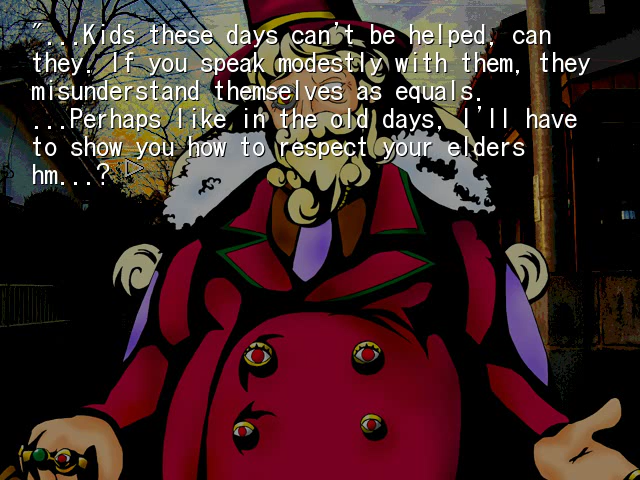 "...Kids these days can't be helped, can
they. If you speak modestly with them, they
misunderstand themselves as equals.
...Perhaps like in the old days, I'll have
to show you how to respect your elders
hm...?